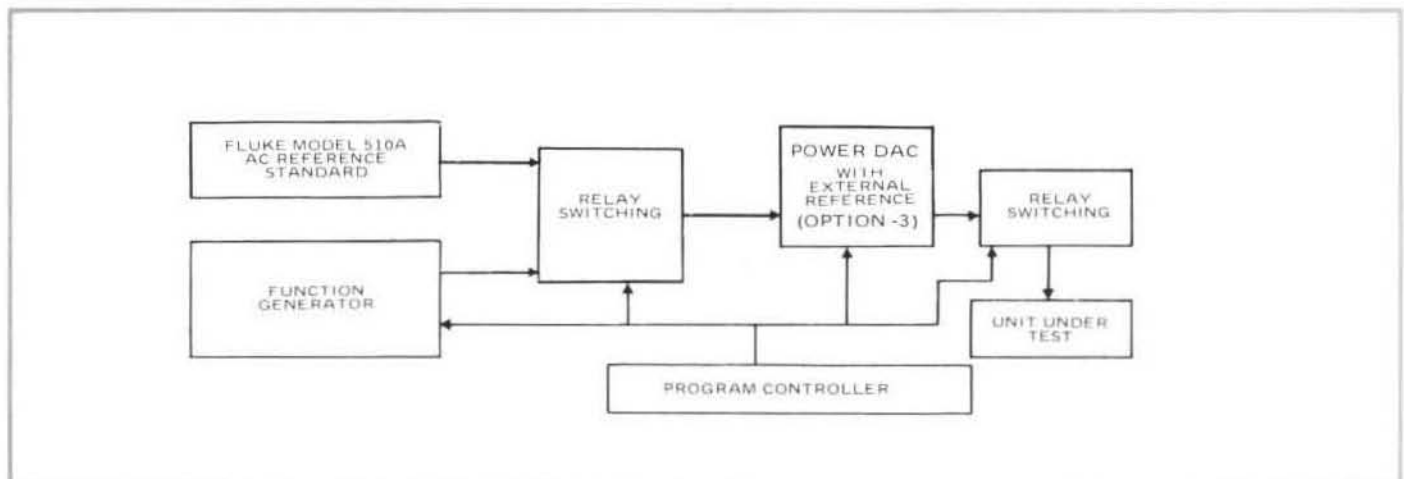 FLUKE MODEL 510A
AC REFERENCE
STANDARD
FUNCTION
GENERATOR
RELAY
SWITCHING
POWER DAC
WITH
EXTERNAL
REFERENCE
(OPTION -3)
RELAY
SWITCHING
UNIT UNDER
TEST
PROGRAM CONTROLLER